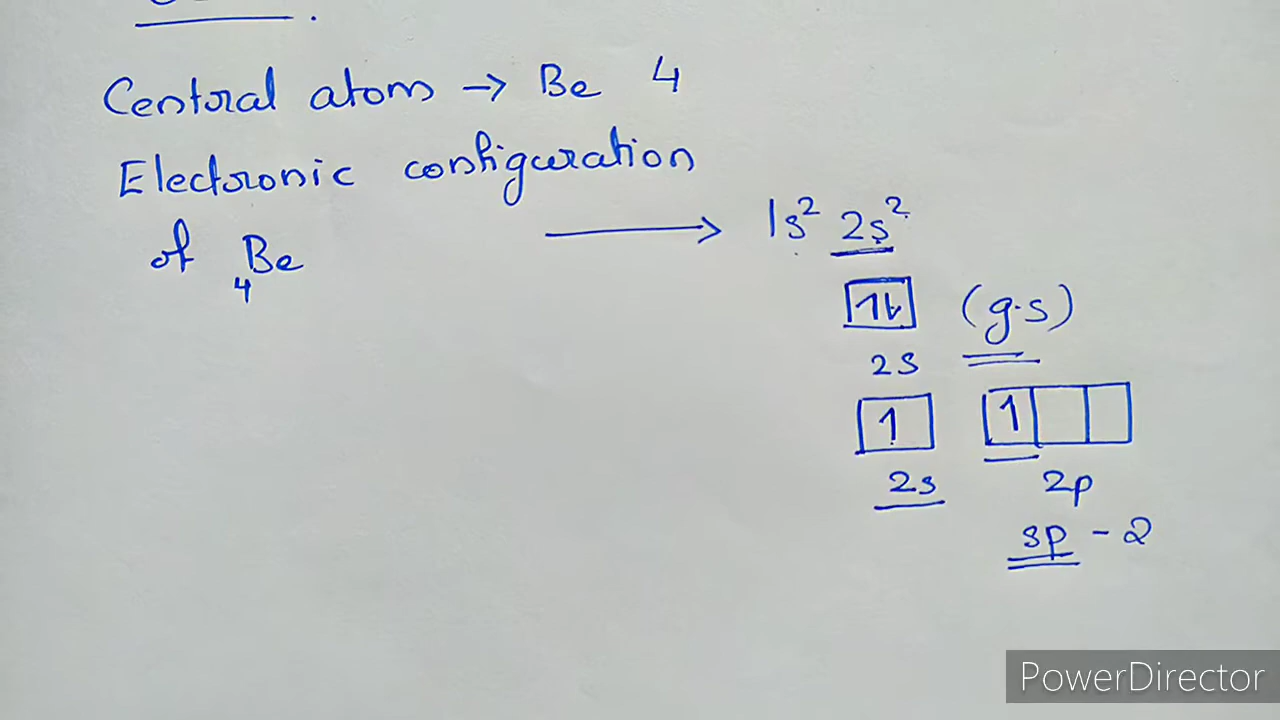 Central atom → Be 4
Electronic configuration
of ₄Be → 1s² 2s²
1↓ (g.s)
2s
1 1
2s 2p
sp - 2
PowerDirector